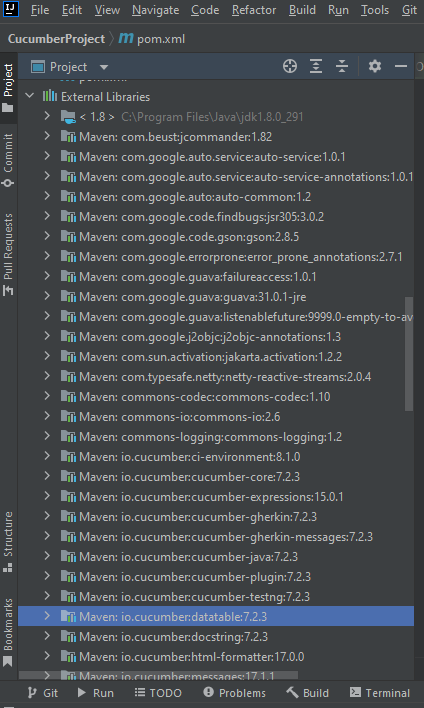 IJ File Edit View Navigate Code Refactor Build Run Tools Git
CucumberProject pom.xml
Project
Project
Commit
Pull Requests
Structure
Bookmarks
External Libraries
< 1.8 > C:\Program Files\Java\jdk1.8.0_291
Maven: com.beust:jcommander:1.82
Maven: com.google.auto.service:auto-service:1.0.1
Maven: com.google.auto.service:auto-service-annotations:1.0.1
Maven: com.google.auto:auto-common:1.2
Maven: com.google.code.findbugs:jsr305:3.0.2
Maven: com.google.code.gson:gson:2.8.5
Maven: com.google.errorprone:error_prone_annotations:2.7.1
Maven: com.google.guava:failureaccess:1.0.1
Maven: com.google.guava:guava:31.0.1-jre
Maven: com.google.guava:listenablefuture:9999.0-empty-to-av
Maven: com.google.j2objc:j2objc-annotations:1.3
Maven: com.sun.activation:jakarta.activation:1.2.2
Maven: com.typesafe.netty:netty-reactive-streams:2.0.4
Maven: commons-codec:commons-codec:1.10
Maven: commons-io:commons-io:2.6
Maven: commons-logging:commons-logging:1.2
Maven: io.cucumber:ci-environment:8.1.0
Maven: io.cucumber:cucumber-core:7.2.3
Maven: io.cucumber:cucumber-expressions:15.0.1
Maven: io.cucumber:cucumber-gherkin:7.2.3
Maven: io.cucumber:cucumber-gherkin-messages:7.2.3
Maven: io.cucumber:cucumber-java:7.2.3
Maven: io.cucumber:cucumber-plugin:7.2.3
Maven: io.cucumber:cucumber-testng:7.2.3
Maven: io.cucumber:datatable:7.2.3
Maven: io.cucumber:docstring:7.2.3
Maven: io.cucumber:html-formatter:17.0.0
Maven: io.cucumber:messages:17.1.1
Git Run TODO Problems Build Terminal